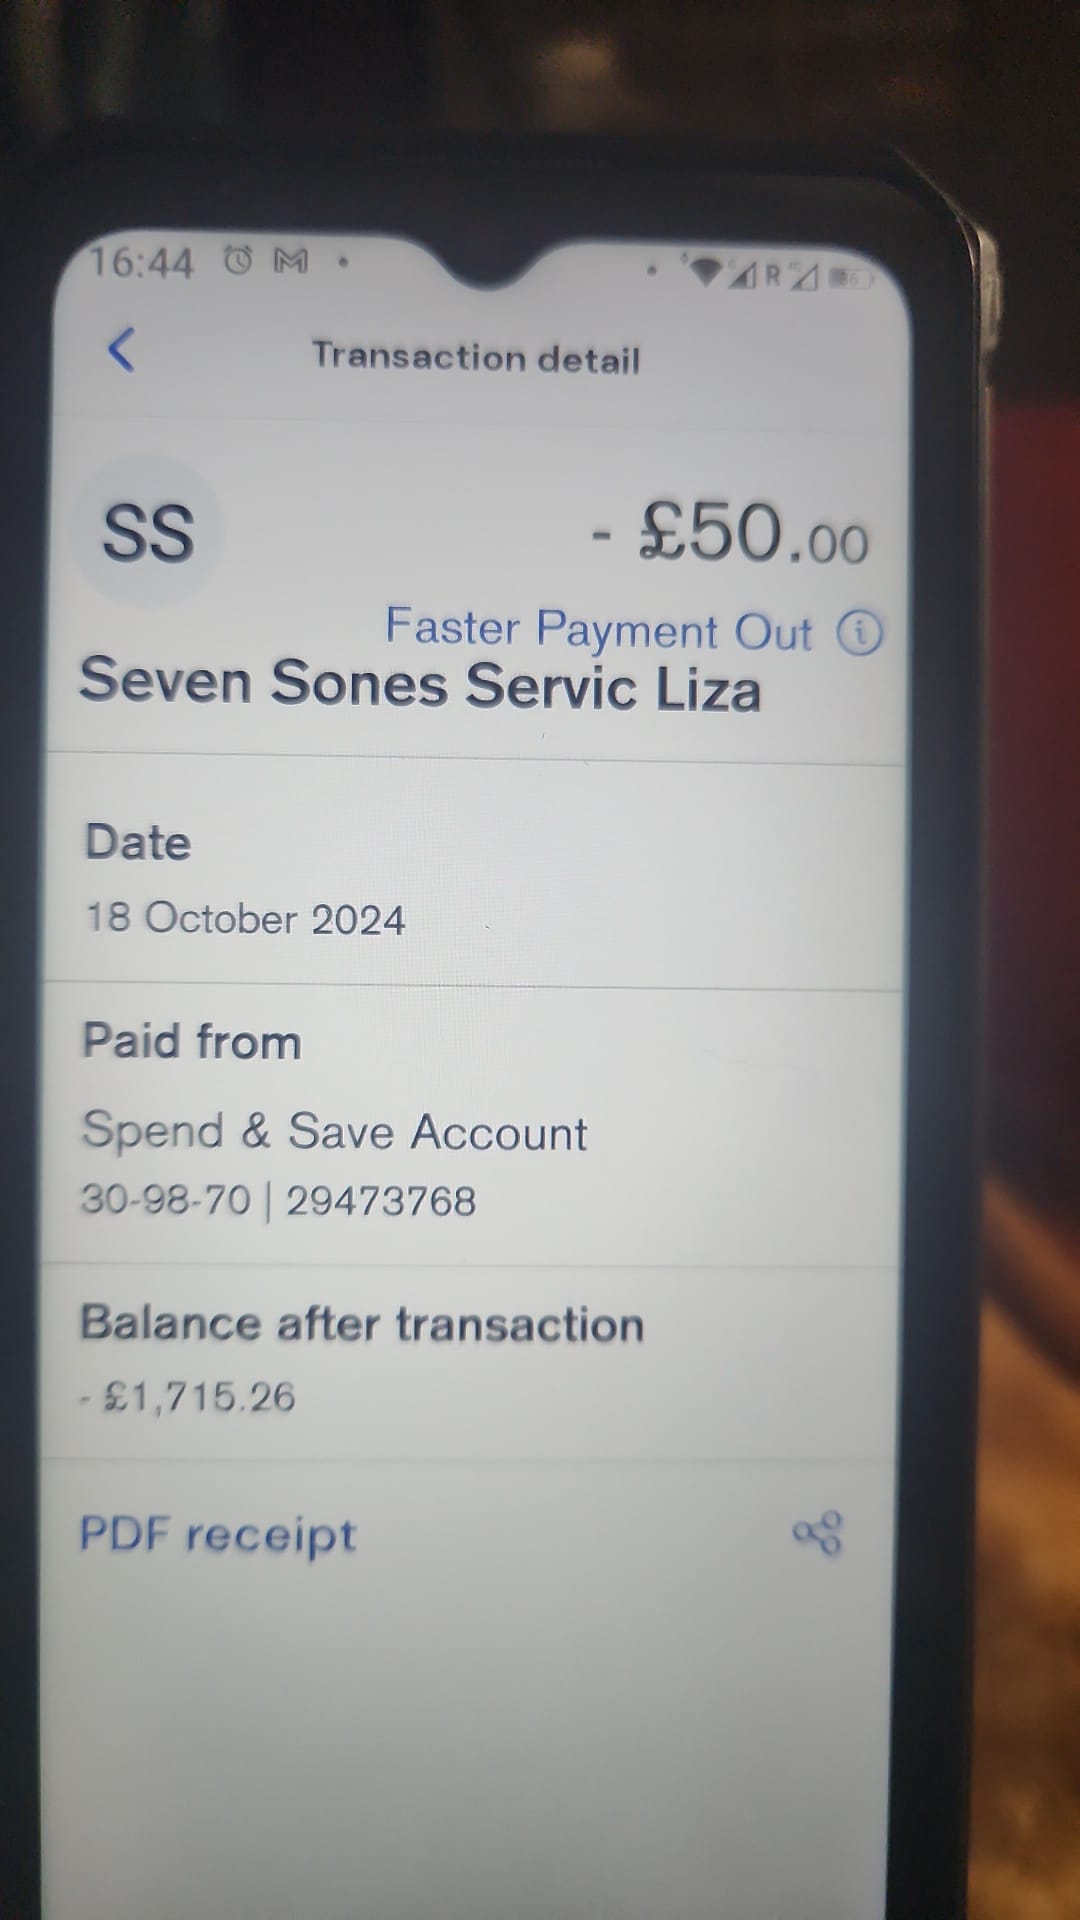 16:44
R
Transaction detail
SS
- £50.00
Faster Payment Out
Seven Sones Servic Liza
Date
18 October 2024
Paid from
Spend & Save Account
30-98-70 | 29473768
Balance after transaction
- £1,715.26
PDF receipt